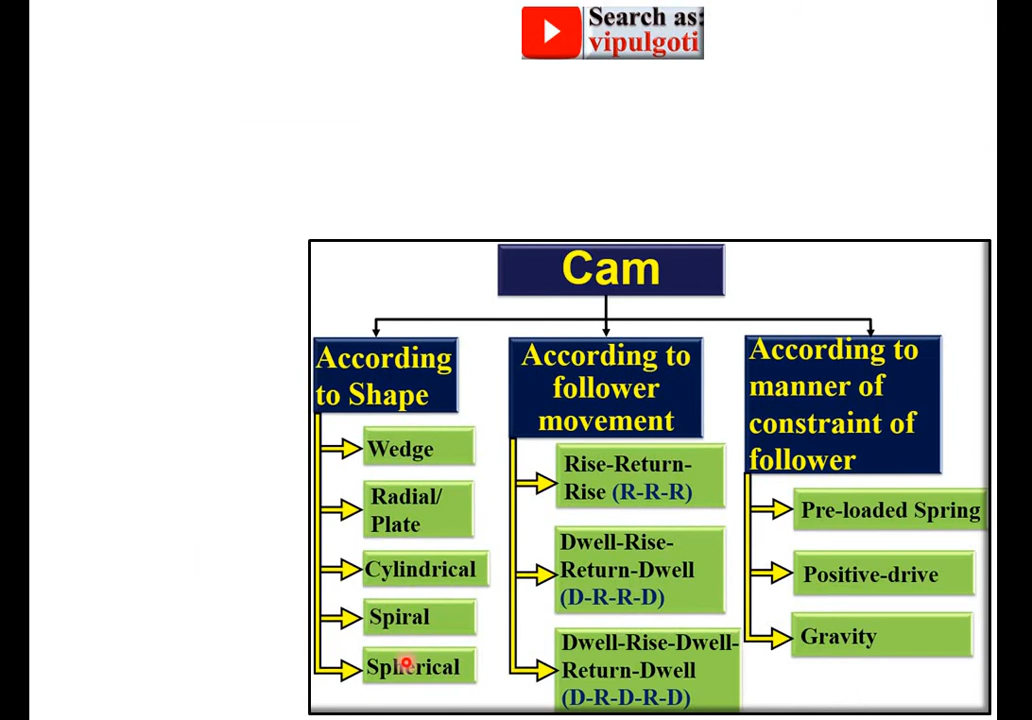 Search as:
vipulgoti
Cam
According
to Shape
Wedge
Radial/
Plate
Cylindrical
Spiral
Spherical
According to
follower
movement
Rise-Return-
Rise (R-R-R)
Dwell-Rise-
Return-Dwell
(D-R-R-D)
Dwell-Rise-Dwell-
Return-Dwell
(D-R-D-R-D)
According to
manner of
constraint of
follower
Pre-loaded Spring
Positive-drive
Gravity